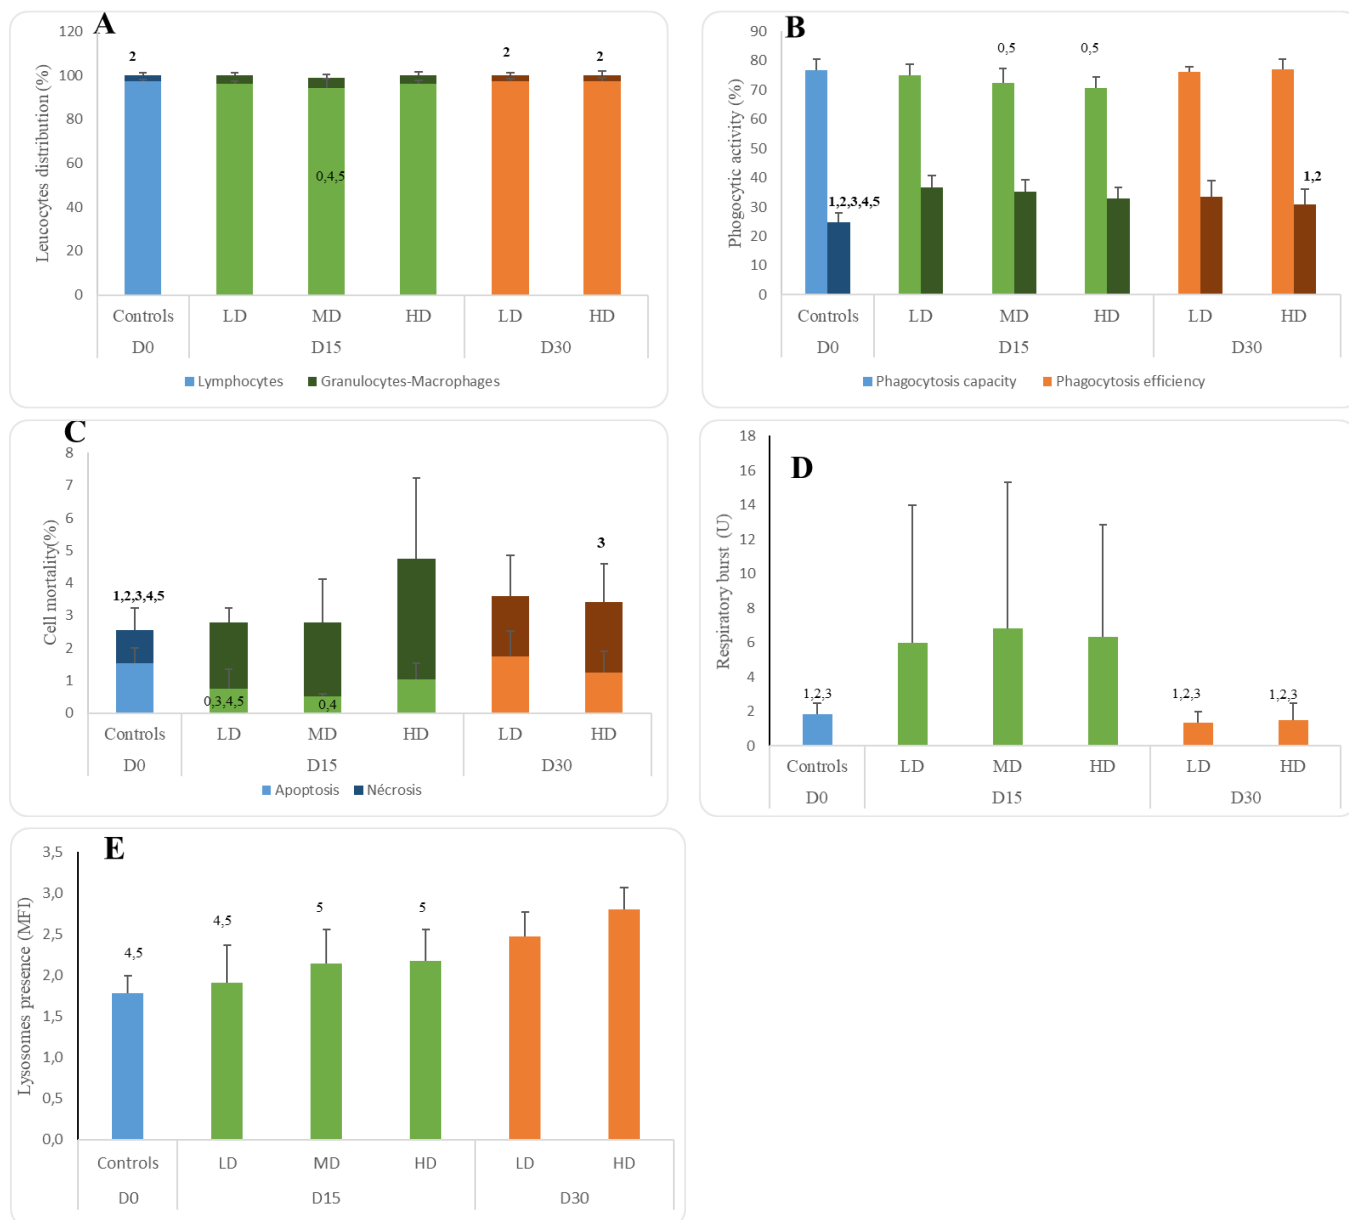 A
120
100
80
60
40
20
0
Leucocytes distribution (%)
2
0,4,5
2
2
Controls LD MD HD LD HD
D0 D15 D30
Lymphocytes Granulocytes-Macrophages
B
90
80
70
60
50
40
30
20
10
0
Phogocytic activity (%)
1,2,3,4,5
0,5
0,5
1,2
Controls LD MD HD LD HD
D0 D15 D30
Phagocytosis capacity Phagocytosis efficiency
C
8
7
6
5
4
3
2
1
0
Cell mortality(%)
1,2,3,4,5
0,3,4,5
0,4
3
Controls LD MD HD LD HD
D0 D15 D30
Apoptosis Nécrosis
D
18
16
14
12
10
8
6
4
2
0
Respiratory burst (U)
1,2,3
1,2,3
1,2,3
Controls LD MD HD LD HD
D0 D15 D30
E
3,5
3,0
2,5
2,0
1,5
1,0
0,5
0,0
Lysosomes presence (MFI)
4,5
4,5
5
5
Controls LD MD HD LD HD
D0 D15 D30